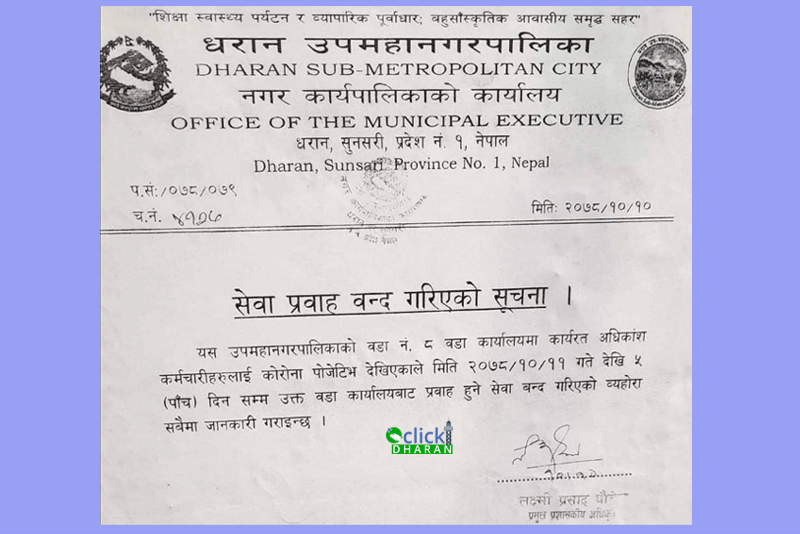 "शिक्षा स्वास्थ्य पर्यटन र व्यापारिक पूर्वाधार; बहुसाँस्कृतिक आवासीय समृद्ध सहर"
धरान उपमहानगरपालिका
DHARAN SUB-METROPOLITAN CITY
नगर कार्यपालिकाको कार्यालय
OFFICE OF THE MUNICIPAL EXECUTIVE
धरान, सुनसरी, प्रदेश नं. १, नेपाल
Dharan, Sunsari Province No. 1, Nepal
प.सं:/०७८/०७९
च.नं.
मितिः २०७८/१०/१०
सेवा प्रवाह वन्द गरिएको सूचना ।
यस उपमहानगरपालिकाको वडा नं. ८ वडा कार्यालयमा कार्यरत अधिकांश
कर्मचारीहरुलाई कोरोना पोजेटिभ देखिएकाले मिति २०७८/१०/११ गते देखि ५
(पाँच) दिन सम्म उक्त वडा कार्यालयबाट प्रवाह हुने सेवा बन्द गरिएको व्यहोरा
सबैमा जानकारी गराइन्छ ।
click
DHARAN
लक्ष्मी प्रसाद
प्रमुख प्रशासकीय